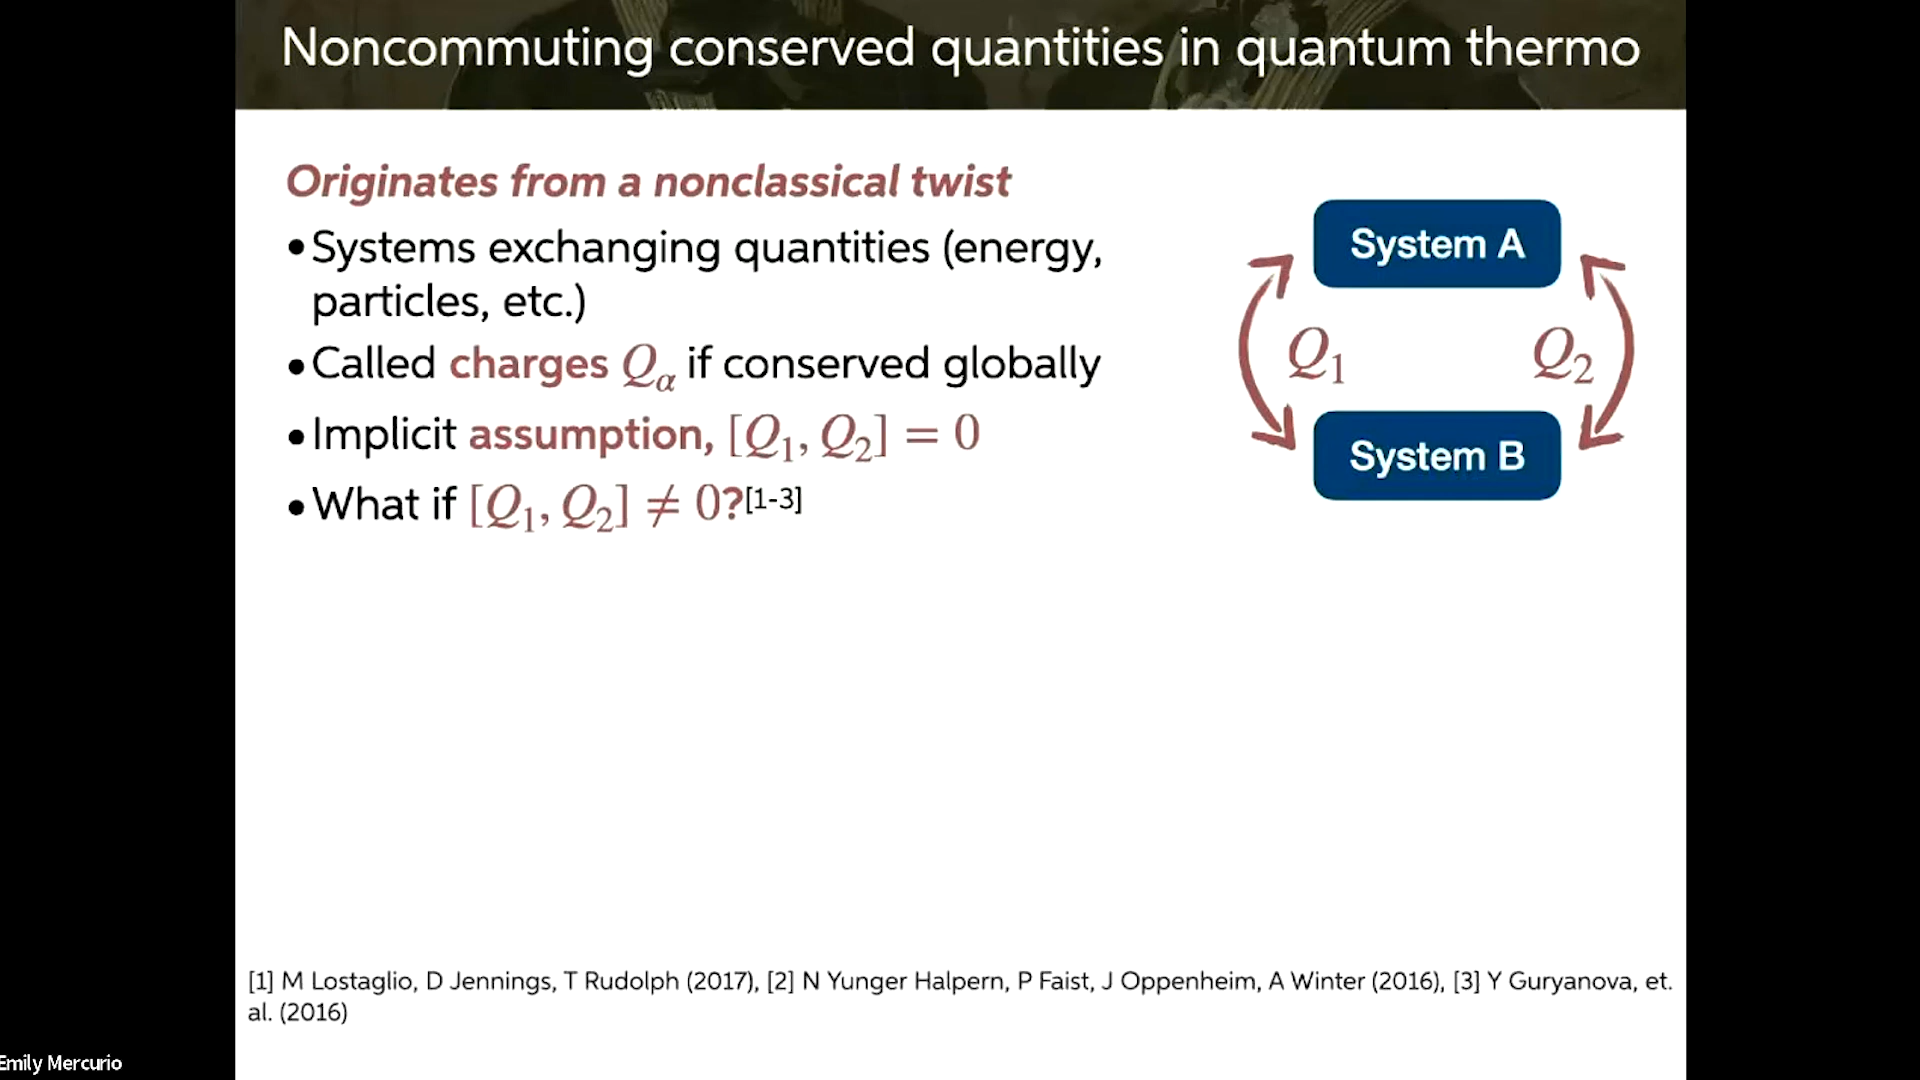 Noncommuting conserved quantities in quantum thermo
Originates from a nonclassical twist
•Systems exchanging quantities (energy,
particles, etc.)
•Called charges Qα if conserved globally
•Implicit assumption, [Q1, Q2] = 0
•What if [Q1, Q2] ≠ 0?[1-3]
System A
Q1 Q2
System B
[1] M Lostaglio, D Jennings, T Rudolph (2017), [2] N Yunger Halpern, P Faist, J Oppenheim, A Winter (2016), [3] Y Guryanova, et.
al. (2016)
Emily Mercurio